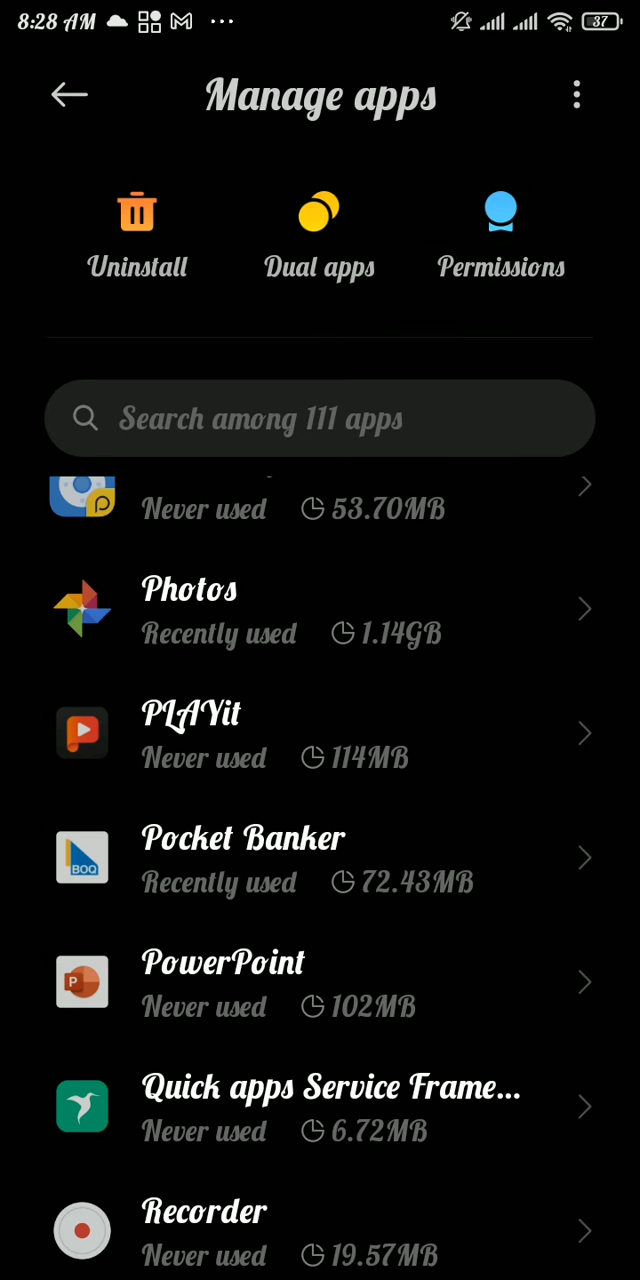 8:28 AM
37
Manage apps
Uninstall
Dual apps
Permissions
Search among 111 apps
Never used 53.70MB
Photos
Recently used 1.14GB
PLAYit
Never used 114MB
BOQ
Pocket Banker
Recently used 72.43MB
P
PowerPoint
Never used 102MB
Quick apps Service Frame...
Never used 6.72MB
Recorder
Never used 19.57MB